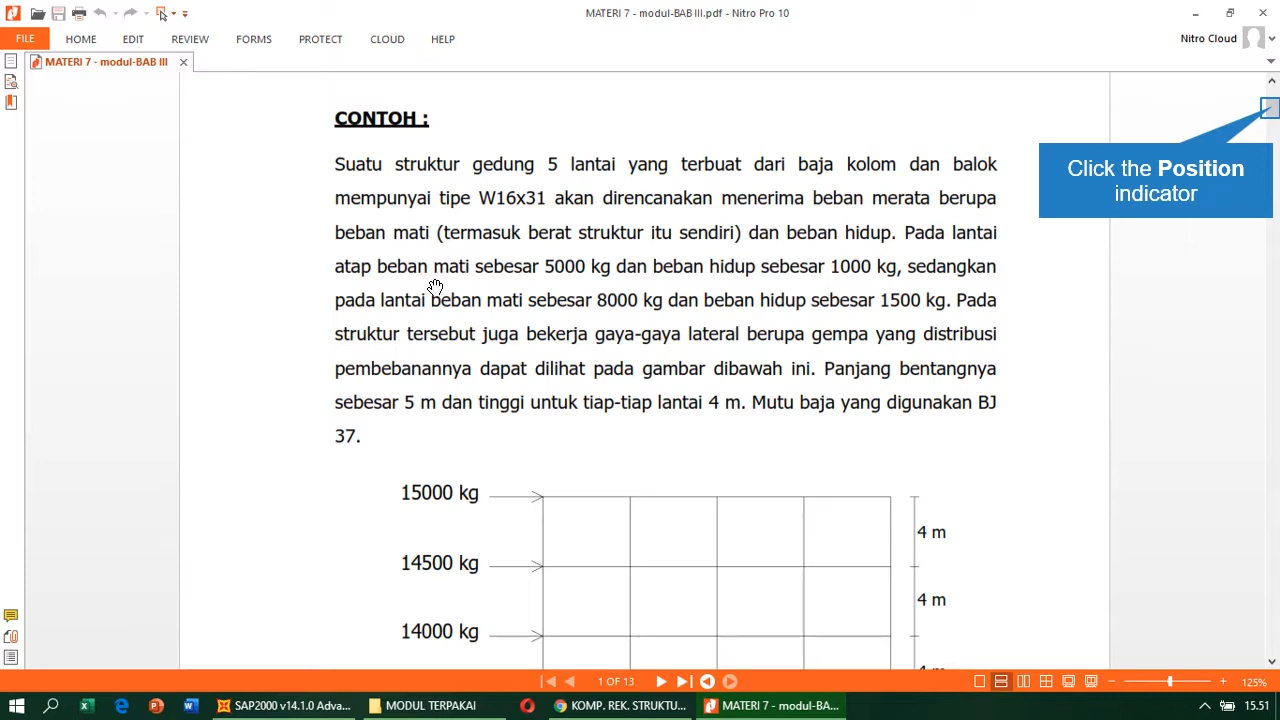 MATERI 7 - modul-BAB III.pdf - Nitro Pro 10
FILE HOME EDIT REVIEW FORMS PROTECT CLOUD HELP Nitro Cloud
MATERI 7 - modul-BAB III
CONTOH :
Suatu struktur gedung 5 lantai yang terbuat dari baja kolom dan balok
mempunyai tipe W16x31 akan direncanakan menerima beban merata berupa
beban mati (termasuk berat struktur itu sendiri) dan beban hidup. Pada lantai
atap beban mati sebesar 5000 kg dan beban hidup sebesar 1000 kg, sedangkan
pada lantai beban mati sebesar 8000 kg dan beban hidup sebesar 1500 kg. Pada
struktur tersebut juga bekerja gaya-gaya lateral berupa gempa yang distribusi
pembebanannya dapat dilihat pada gambar dibawah ini. Panjang bentangnya
sebesar 5 m dan tinggi untuk tiap-tiap lantai 4 m. Mutu baja yang digunakan BJ
37.
Click the Position
indicator
15000 kg
4 m
14500 kg
4 m
14000 kg
4 m
1 OF 13
125%
SAP2000 v14.1.0 Adva...
MODUL TERPAKAI
KOMP. REK. STRUKTU...
MATERI 7 - modul-BA...
15.51